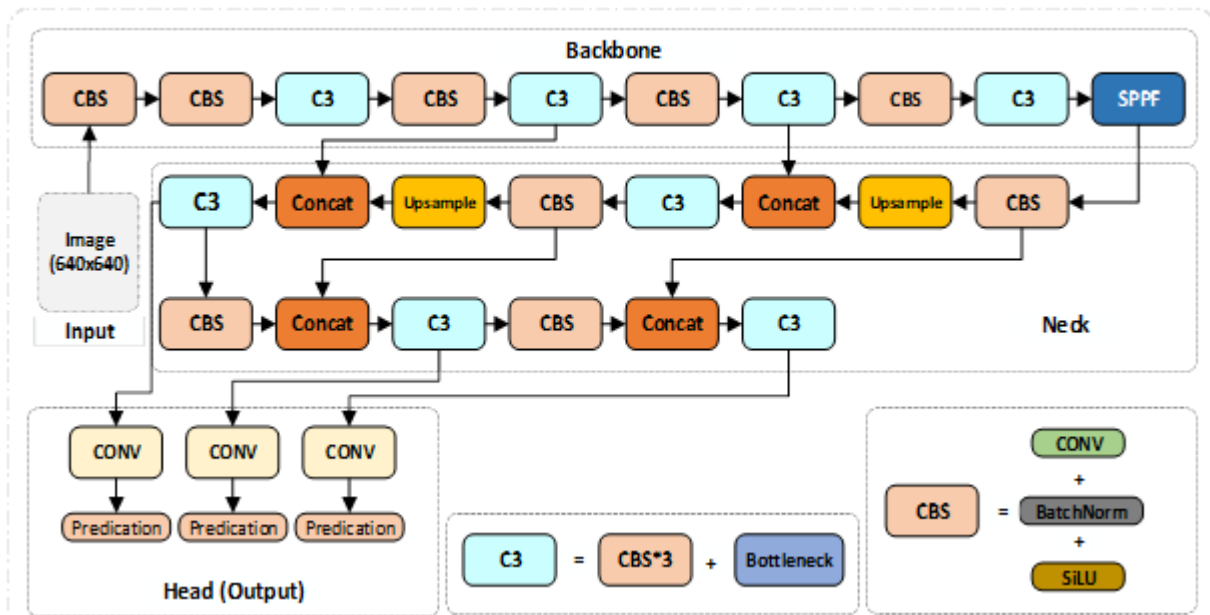 Backbone
CBS CBS C3 CBS C3 CBS C3 CBS C3 SPPF
C3 Concat Upsample CBS C3 Concat Upsample CBS
Image
(640x640)
Input
CBS Concat C3 CBS Concat C3
Neck
CONV CONV CONV
Predication Predication Predication
Head (Output)
C3 = CBS*3 + Bottleneck
CONV
+
CBS = BatchNorm
+
SiLU